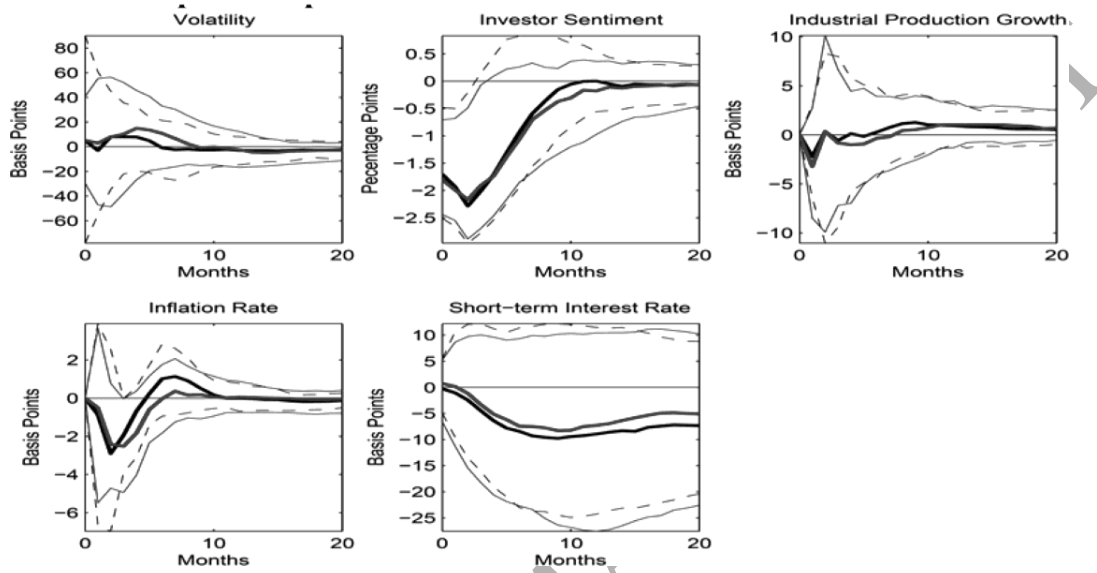 Volatility
80
60
40
20
0
−20
−40
−60
Basis Points
0 10 20
Months
Investor Sentiment
0.5
0
−0.5
−1
−1.5
−2
−2.5
Pecentage Points
0 10 20
Months
Industrial Production Growth
10
5
0
−5
−10
Basis Points
0 10 20
Months
Inflation Rate
2
0
−2
−4
−6
Basis Points
0 10 20
Months
Short-term Interest Rate
10
5
0
−5
−10
−15
−20
−25
Basis Points
0 10 20
Months